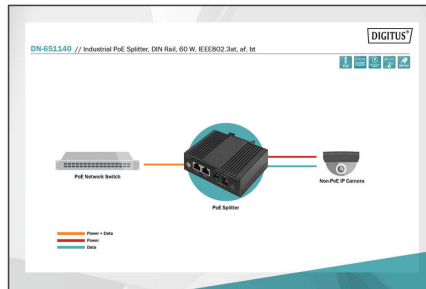 DIGITUS®
DN-651140 // Industrial PoE Splitter, DIN Rail, 60 W, IEEE802.3at, af, bt
PoE Network Switch
PoE Splitter
Non-PoE IP Camera
Power + Data
Power
Data